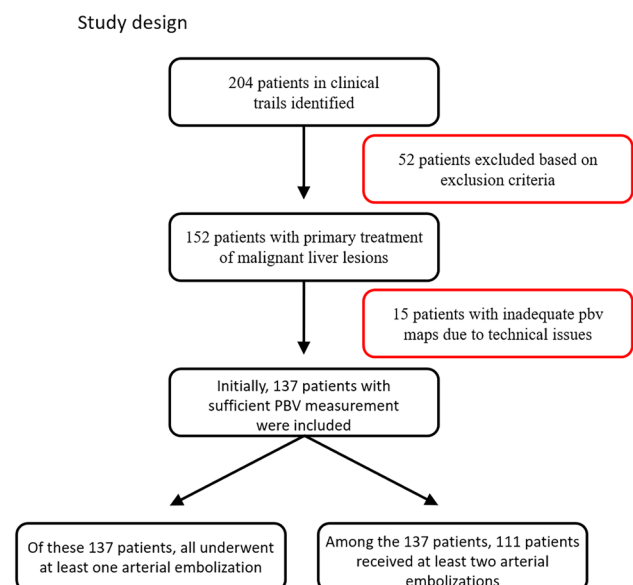 Study design
204 patients in clinical
trails identified
52 patients excluded based on
exclusion criteria
152 patients with primary treatment
of malignant liver lesions
15 patients with inadequate pbv
maps due to technical issues
Initially, 137 patients with
sufficient PBV measurement
were included
Of these 137 patients, all underwent
at least one arterial embolization
Among the 137 patients, 111 patients
received at least two arterial
embolizations